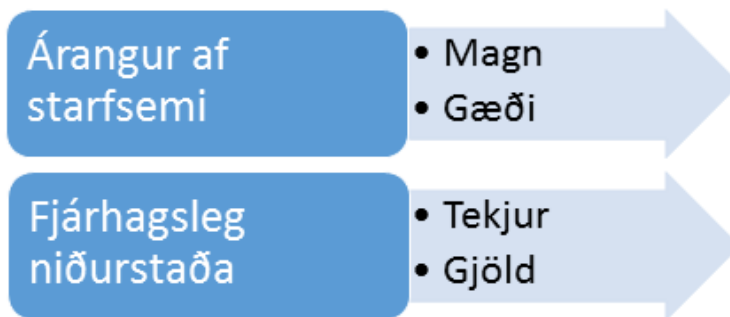 Árangur af
starfsemi
• Magn
• Gæði
Fjárhagsleg
niðurstaða
• Tekjur
• Gjöld